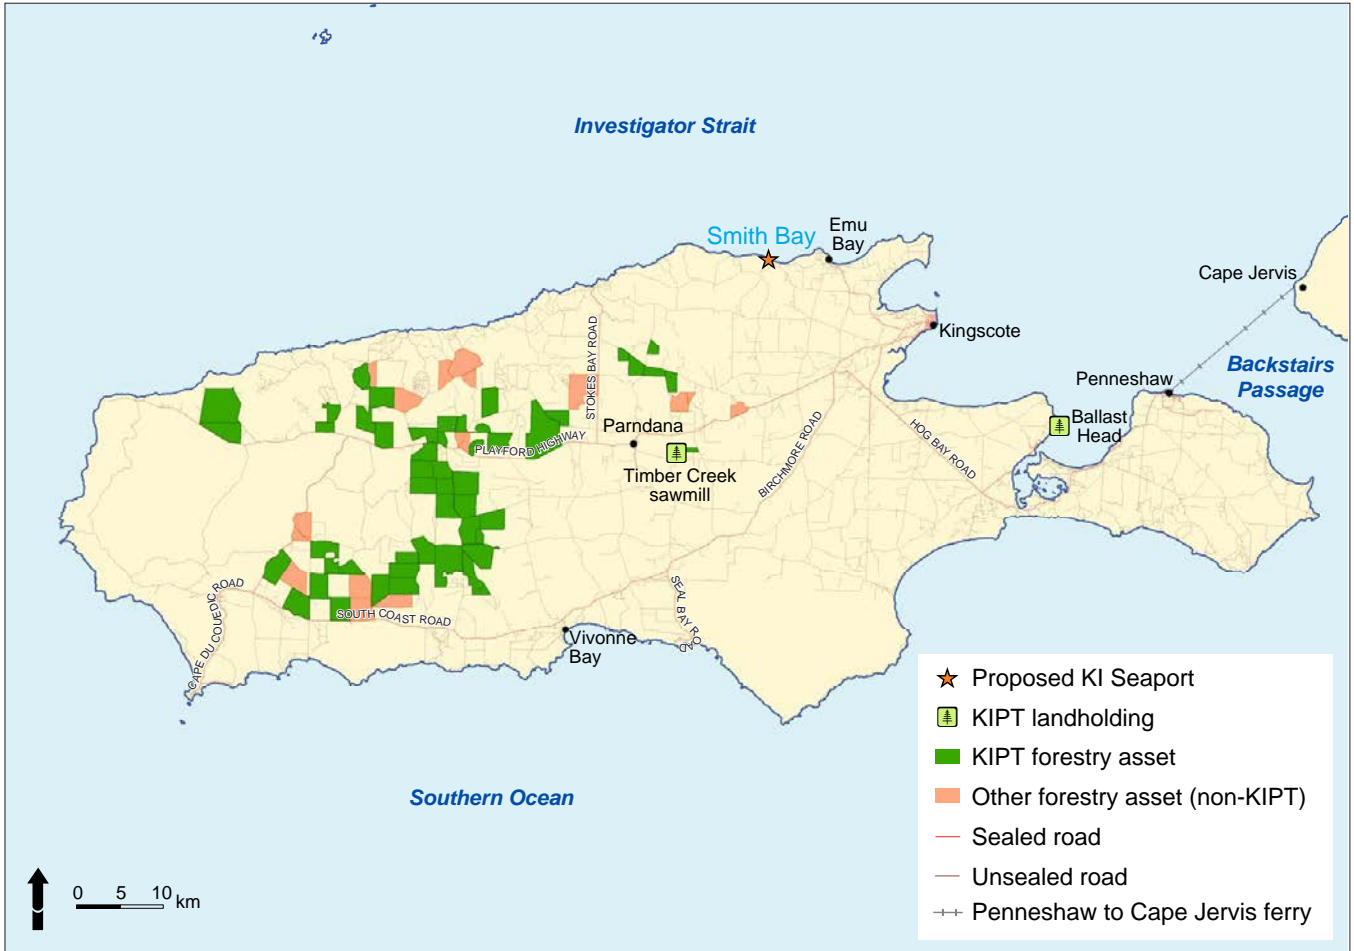 Investigator Strait
Smith Bay
Emu
Bay
Cape Jervis
Kingscote
STOKES BAY ROAD
Backstairs
Passage
Penneshaw
Ballast
Head
Parndana
PLAYFORD HIGHWAY
HOG BAY ROAD
BIRCHMORE ROAD
Timber Creek
sawmill
CAPE DU COUEDIC ROAD
SOUTH COAST ROAD
SEAL BAY ROAD
Vivonne
Bay
Southern Ocean
Proposed KI Seaport
KIPT landholding
KIPT forestry asset
Other forestry asset (non-KIPT)
Sealed road
Unsealed road
Penneshaw to Cape Jervis ferry
0 5 10 km